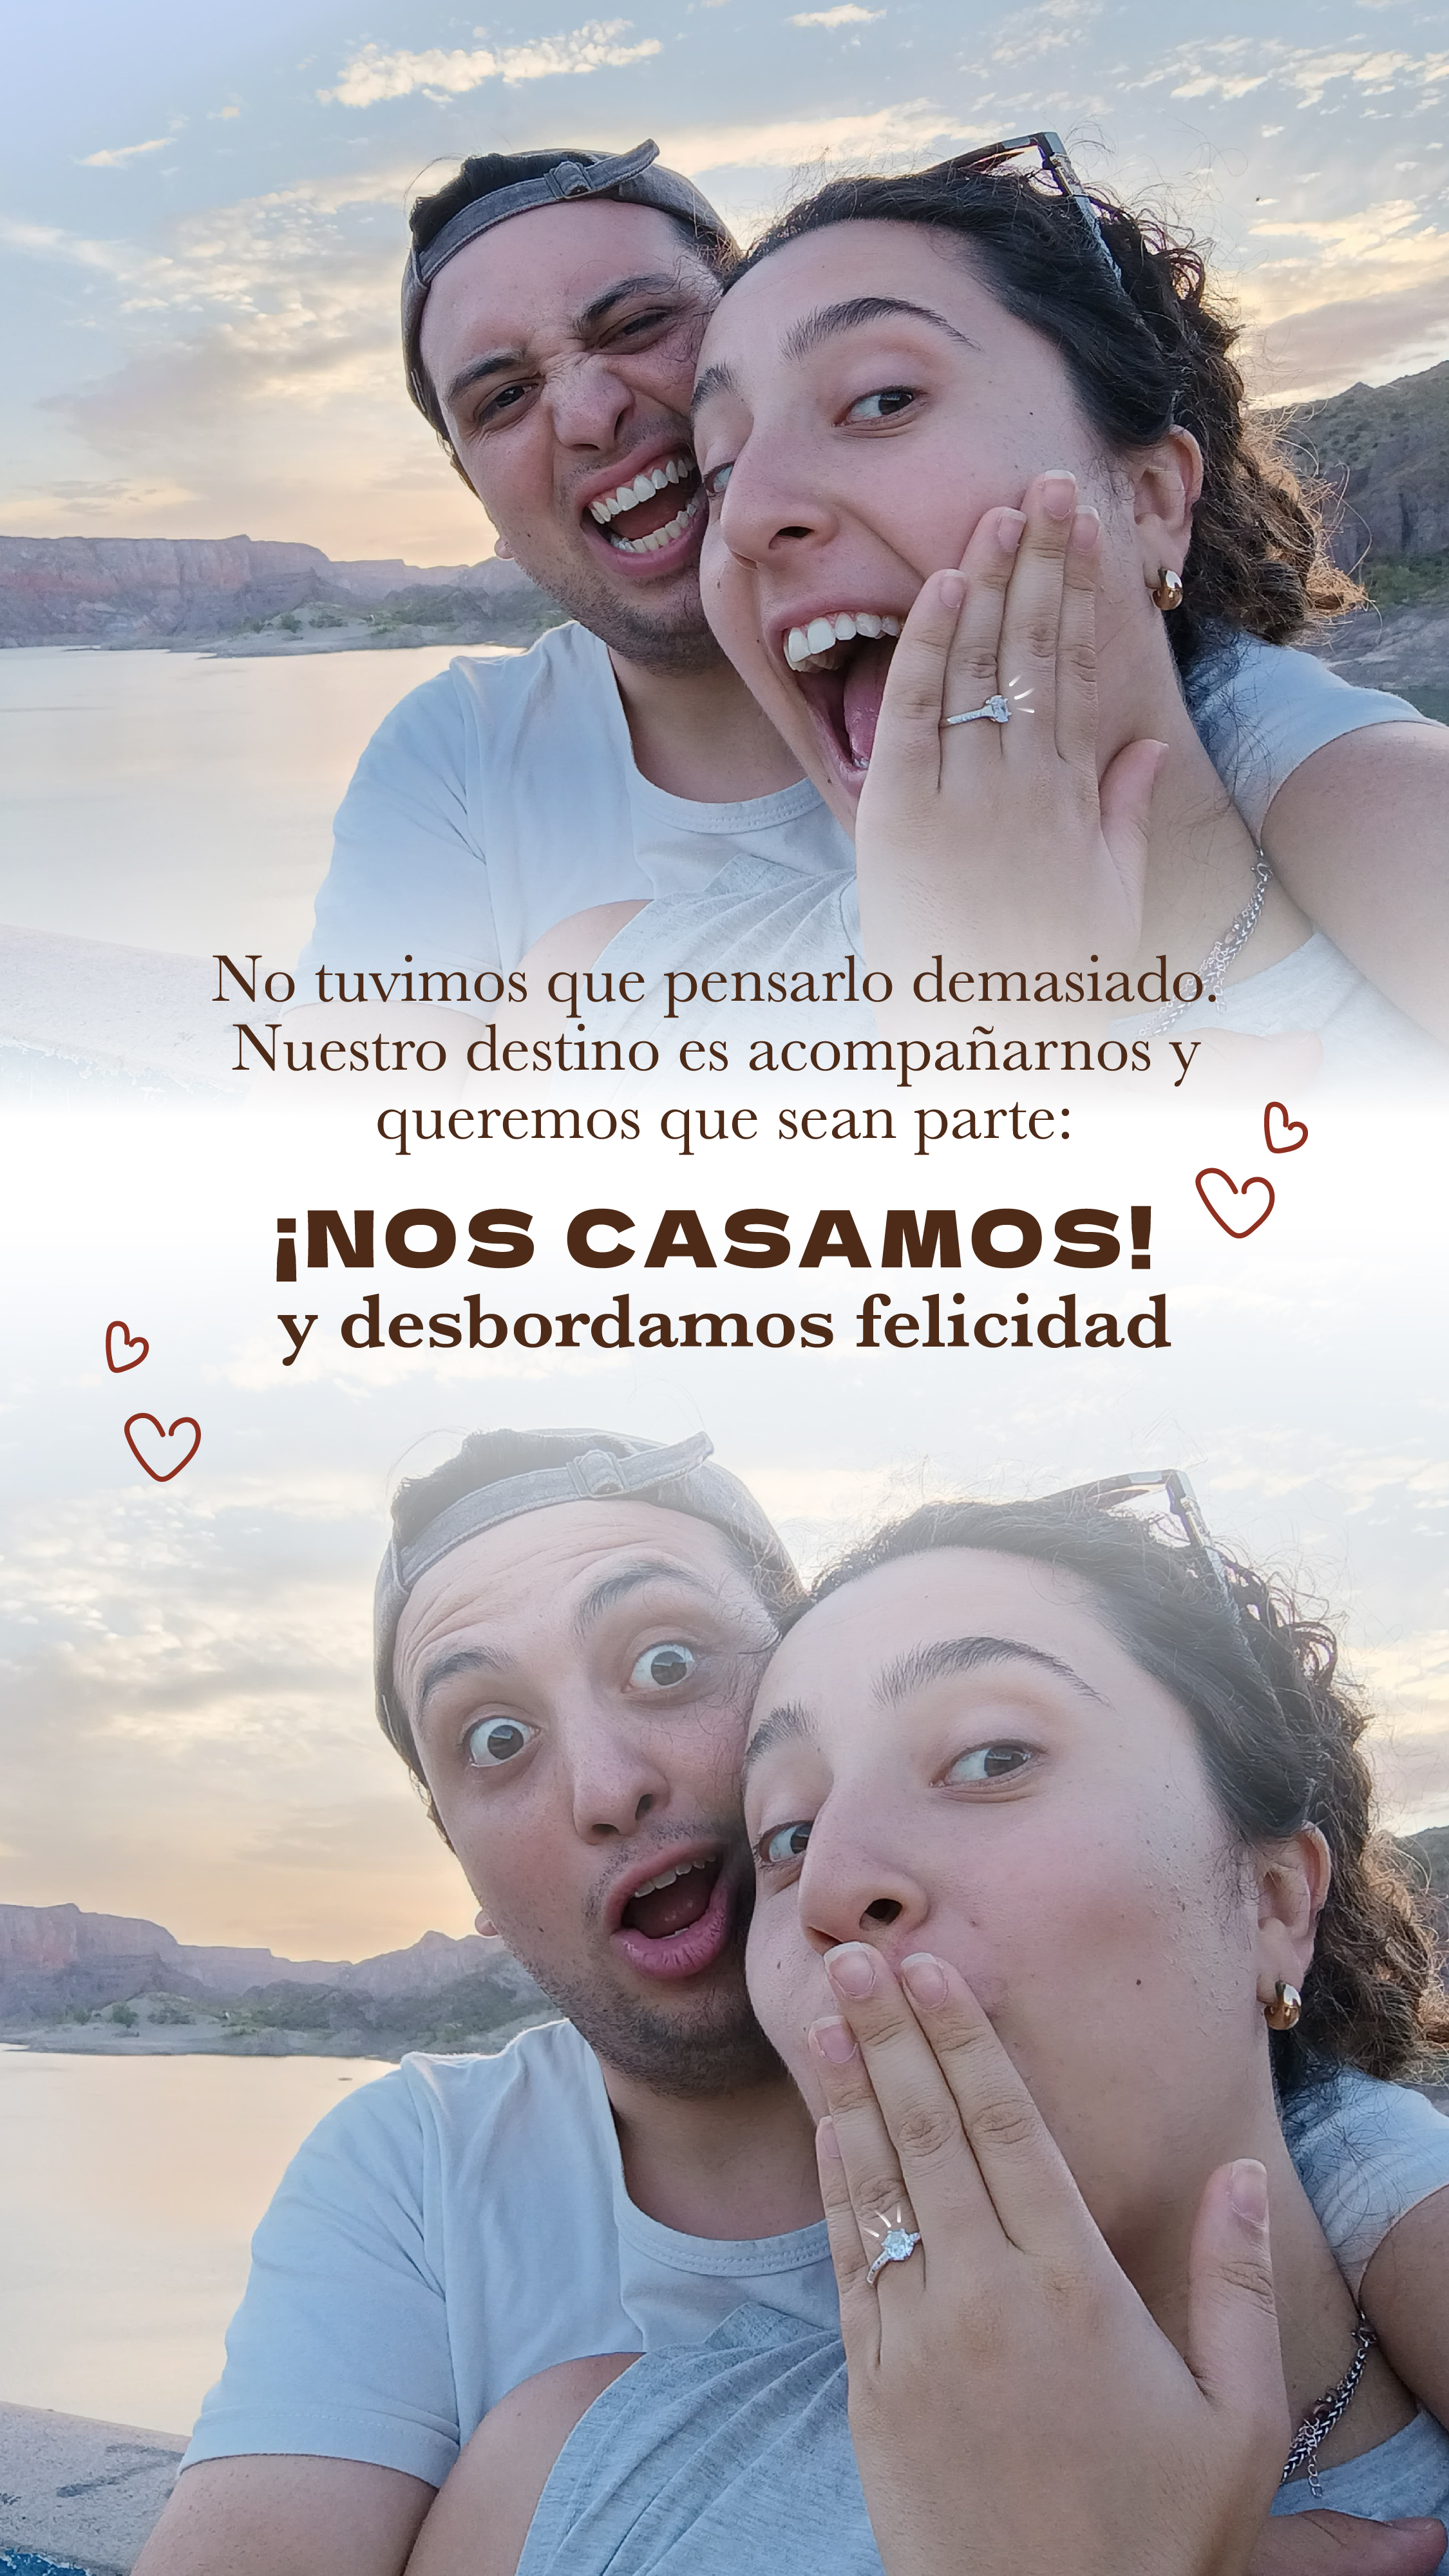 No tuvimos que pensarlo demasiado.
Nuestro destino es acompañarnos y
queremos que sean parte:
¡NOS CASAMOS!
y desbordamos felicidad